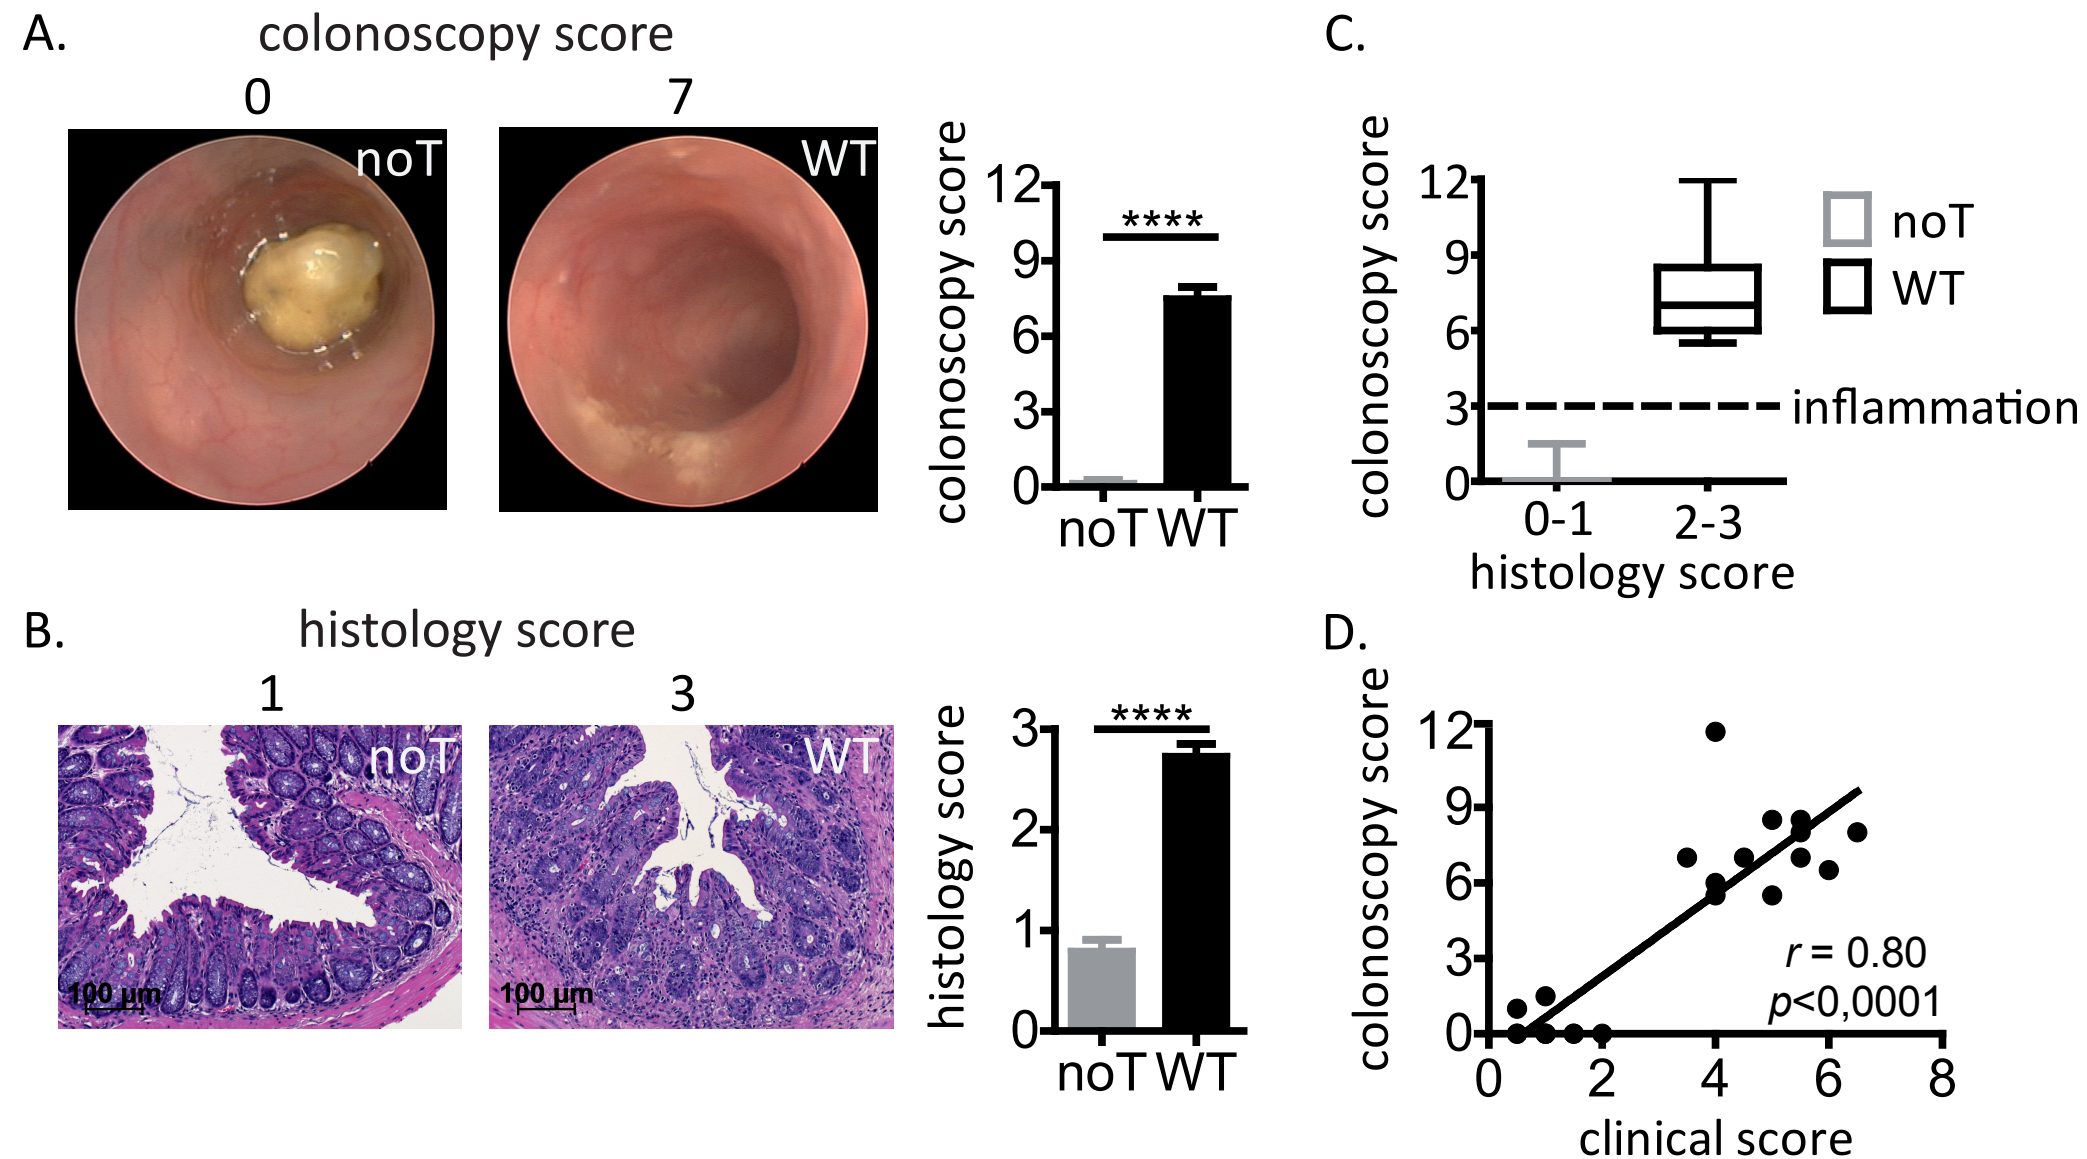 A.
colonoscopy score
0
7
noT
WT
colonoscopy score
12
9
6
3
0
****
noT WT
B.
histology score
1
3
noT
WT
100 µm
100 µm
histology score
3
2
1
0
****
noT WT
C.
colonoscopy score
12
9
6
3
0
noT
WT
inflammation
0-1
2-3
histology score
D.
colonoscopy score
12
9
6
3
0
r = 0.80
p<0,0001
0 2 4 6 8
clinical score